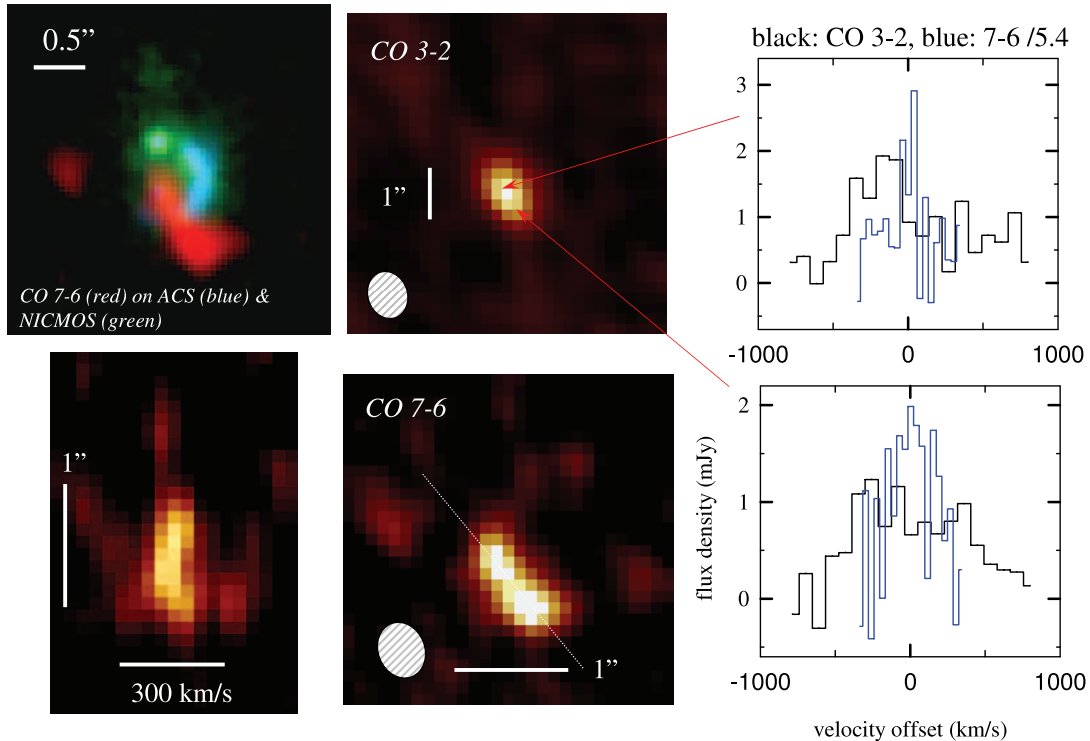 0.5”
CO 7-6 (red) on ACS (blue) &
NICMOS (green)
CO 3-2
1”
black: CO 3-2, blue: 7-6 /5.4
3
2
1
0
-1000
0
1000
1”
300 km/s
CO 7-6
1”
2
1
0
flux density (mJy)
-1000
0
1000
velocity offset (km/s)